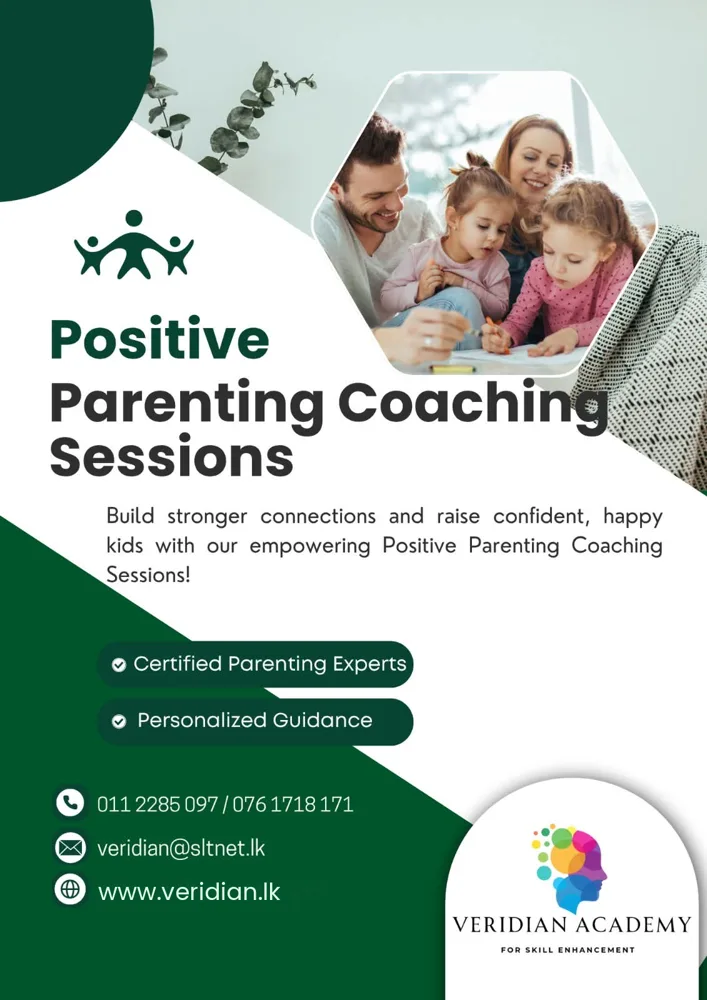 Positive
Parenting Coaching
Sessions
Build stronger connections and raise confident, happy
kids with our empowering Positive Parenting Coaching
Sessions!
Certified Parenting Experts
Personalized Guidance
011 2285 097 / 076 1718 171
veridian@sltnet.lk
www.veridian.lk
VERIDIAN ACADEMY
FOR SKILL ENHANCEMENT